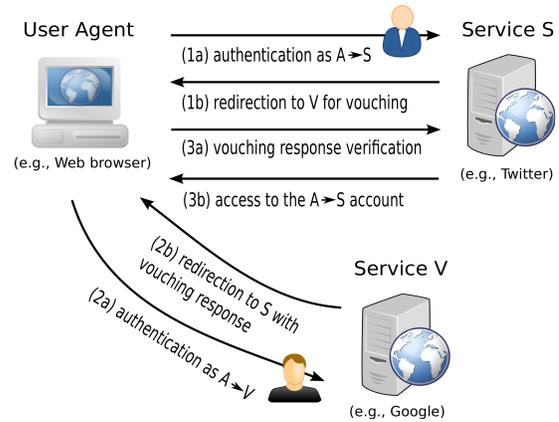 User Agent
Service S
(1a) authentication as A➛S
(1b) redirection to V for vouching
(3a) vouching response verification
(e.g., Web browser)
(e.g., Twitter)
(3b) access to the A➛S account
(2b) redirection to S with
vouching response
(2a) authentication as A➛V
Service V
(e.g., Google)